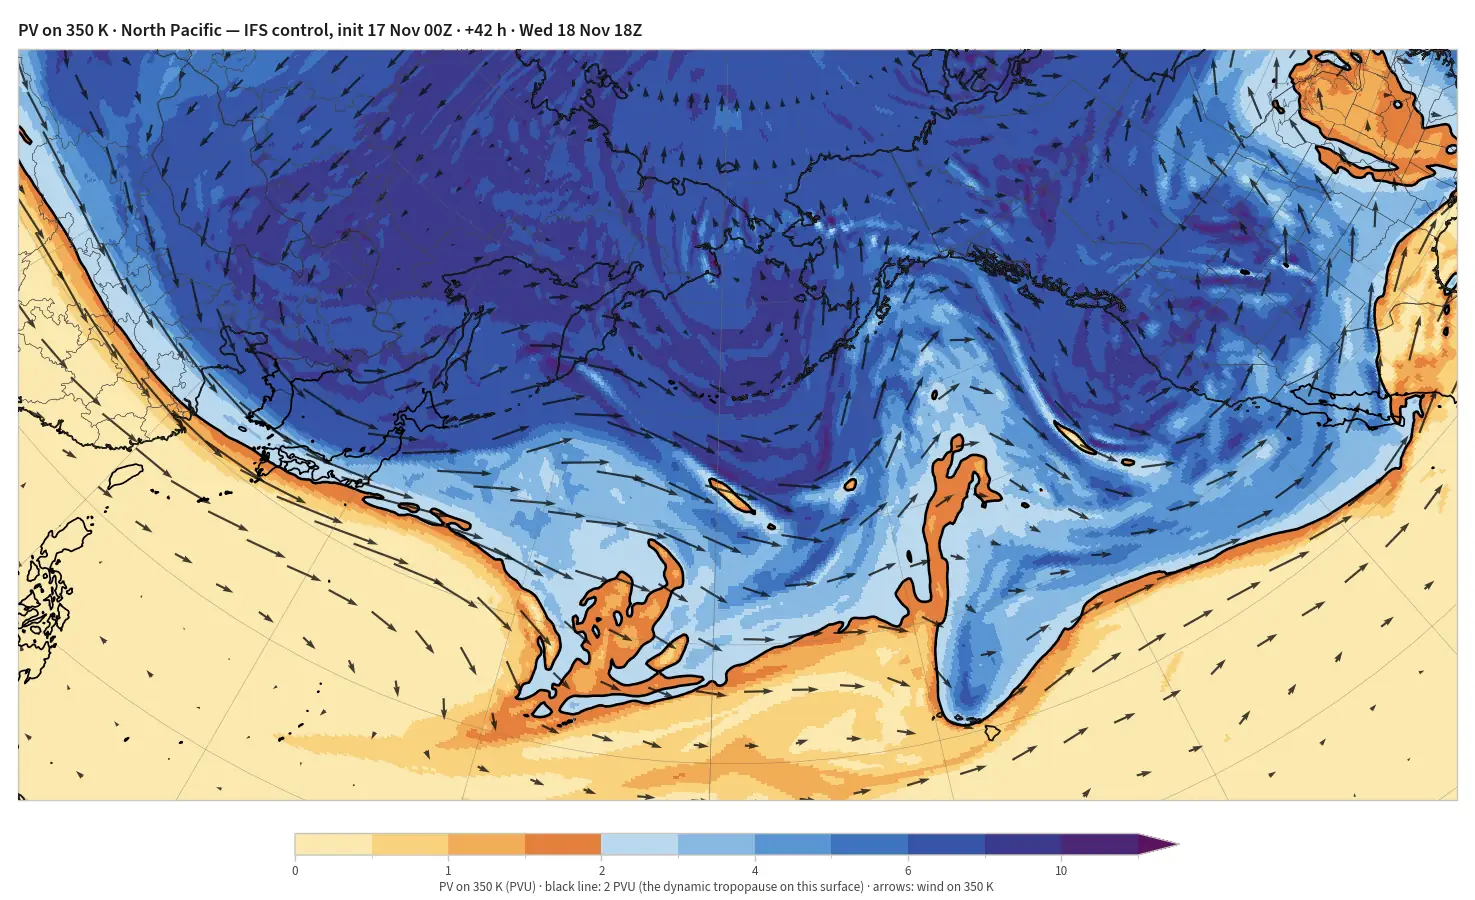 PV on 350 K · North Pacific — IFS control, init 17 Nov 00Z · +42 h · Wed 18 Nov 18Z
0 1 2 4 6 10
PV on 350 K (PVU) · black line: 2 PVU (the dynamic tropopause on this surface) · arrows: wind on 350 K